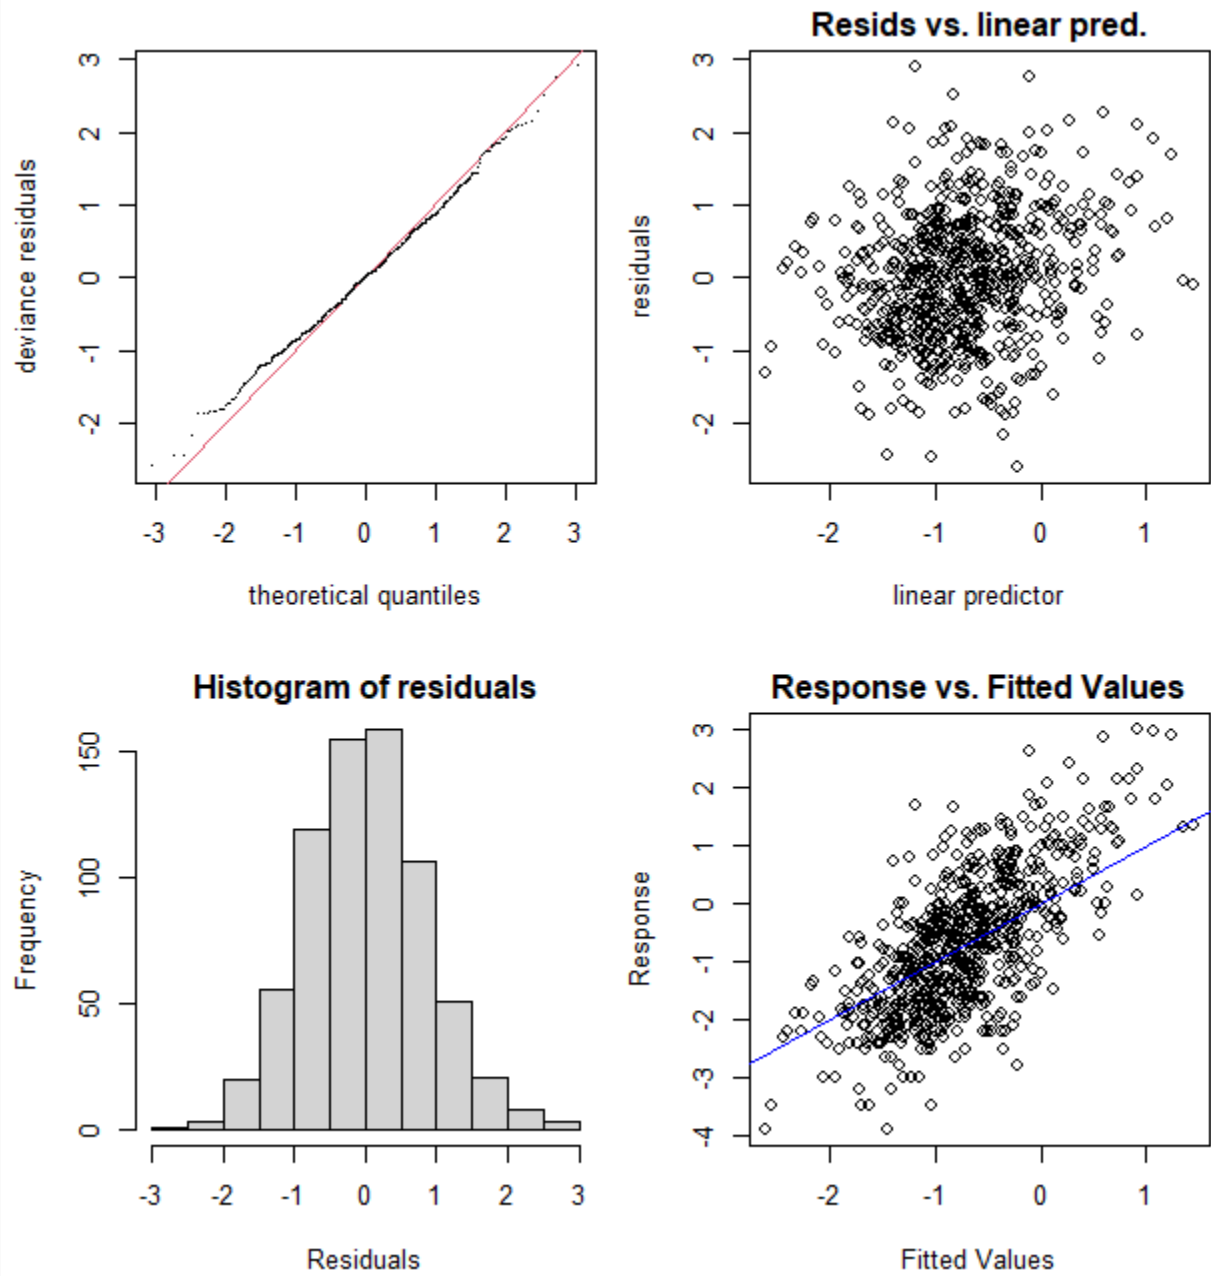 deviance residuals
3
2
1
0
-1
-2
-3 -2 -1 0 1 2 3
theoretical quantiles
Resids vs. linear pred.
residuals
3
2
1
0
-1
-2
-2 -1 0 1
linear predictor
Histogram of residuals
Frequency
150
100
50
0
-3 -2 -1 0 1 2 3
Residuals
Response vs. Fitted Values
Response
3
2
1
0
-1
-2
-3
-4
-2 -1 0 1
Fitted Values